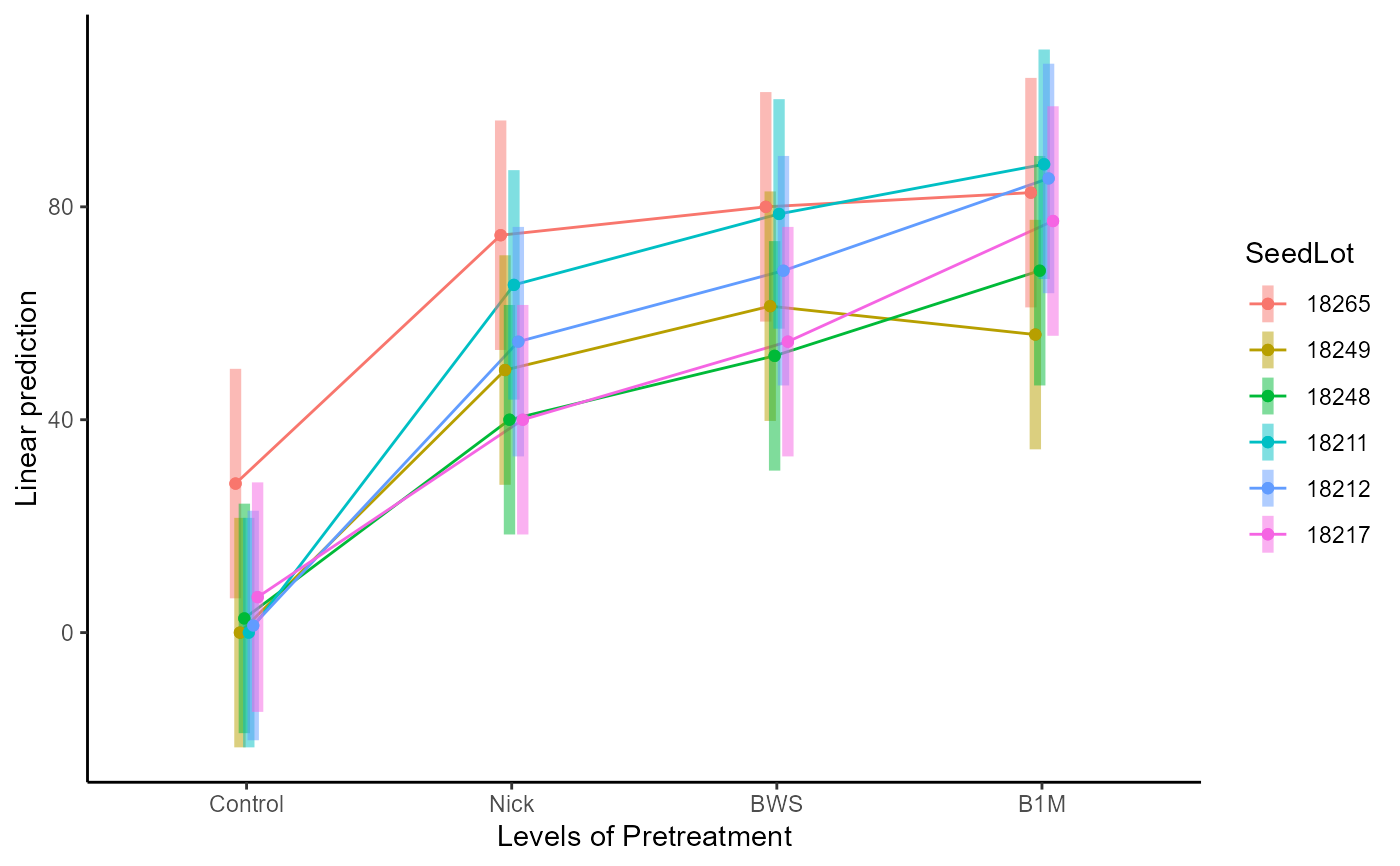 Linear prediction
80
40
0
Control Nick BWS B1M
Levels of Pretreatment
SeedLot
18265
18249
18248
18211
18212
18217